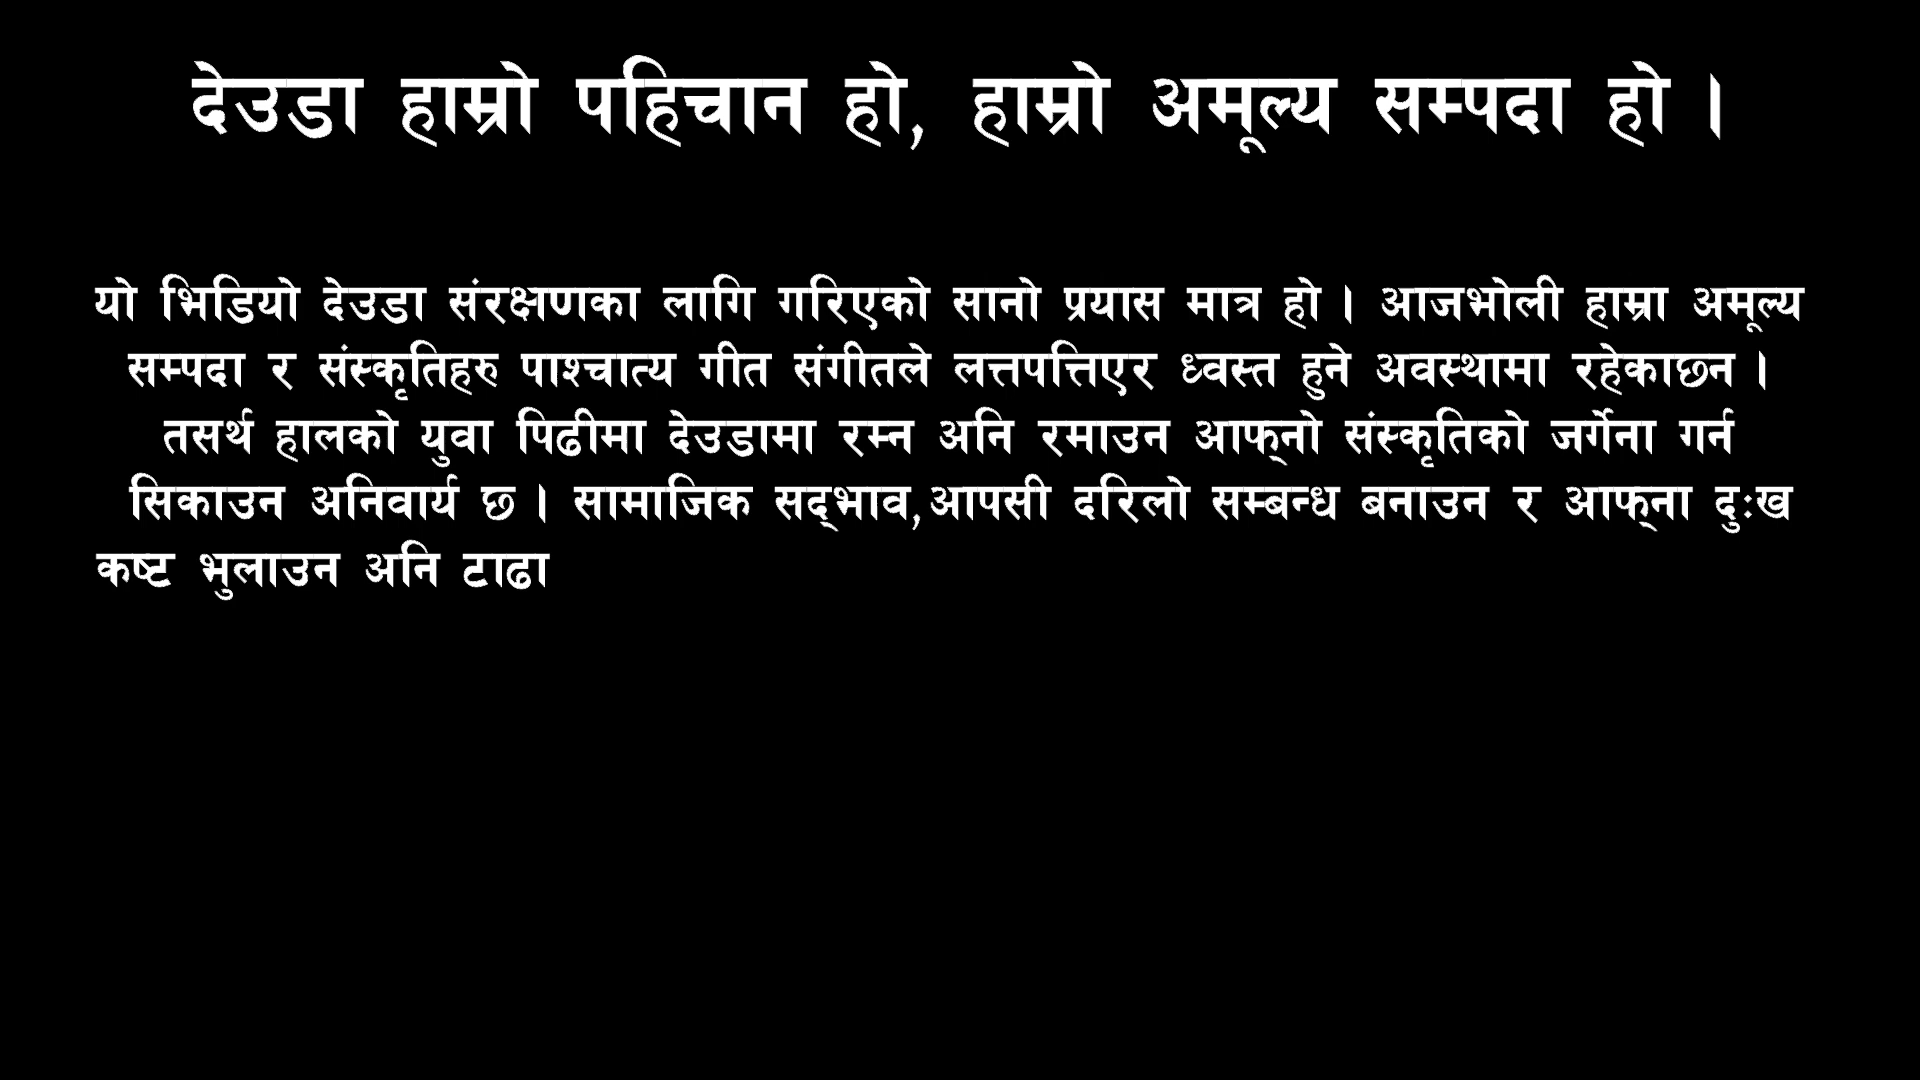 देउडा हाम्रो पहिचान हो, हाम्रो अमूल्य सम्पदा हो ।
यो भिडियो देउडा संरक्षणका लागि गरिएको सानो प्रयास मात्र हो । आजभोली हाम्रा अमूल्य
सम्पदा र संस्कृतिहरु पाश्चात्य गीत संगीतले लत्तपत्तिएर ध्वस्त हुने अवस्थामा रहेकाछन ।
तसर्थ हालको युवा पिढीमा देउडामा रम्न अनि रमाउन आफ्‌नो संस्कृतिको जर्गेना गर्न
सिकाउन अनिवार्य छ । सामाजिक सद्‌भाव,आपसी दरिलो सम्बन्ध बनाउन र आफ्‌ना दुःख
कष्ट भुलाउन अनि टाढा